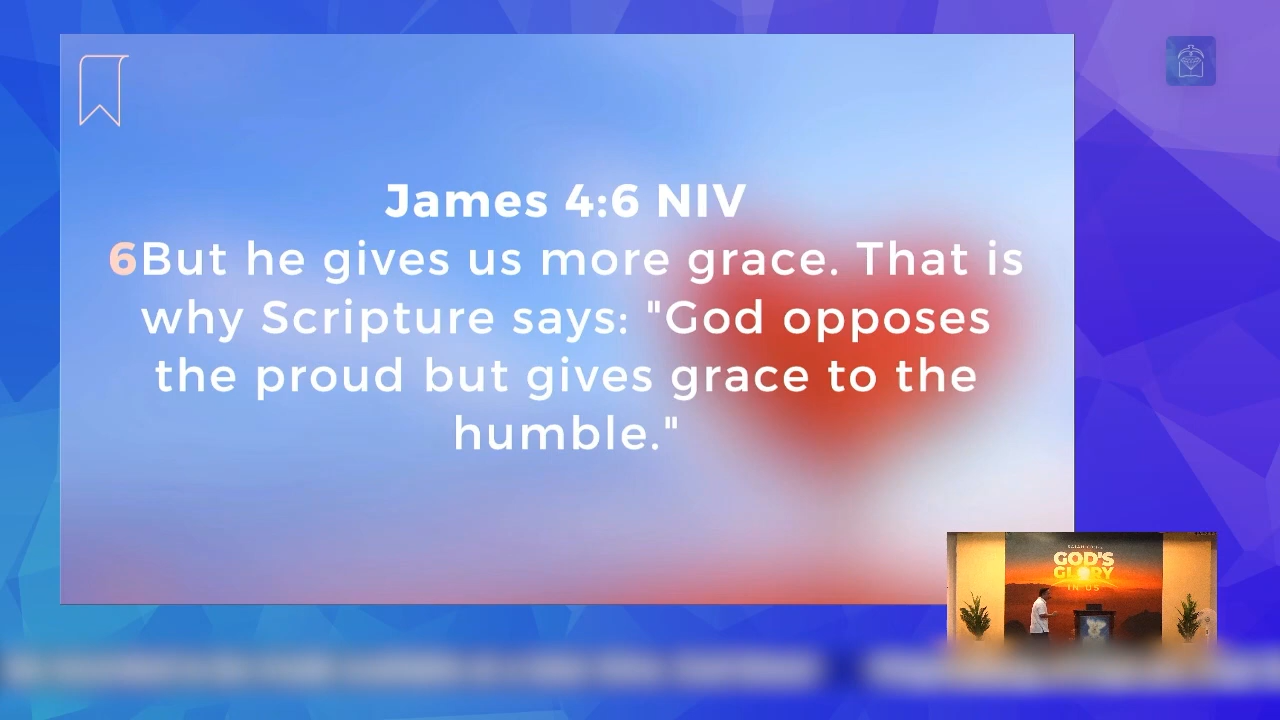 James 4:6 NIV
6But he gives us more grace. That is
why Scripture says: "God opposes
the proud but gives grace to the
humble."
GOD'S
GLORY
IN US